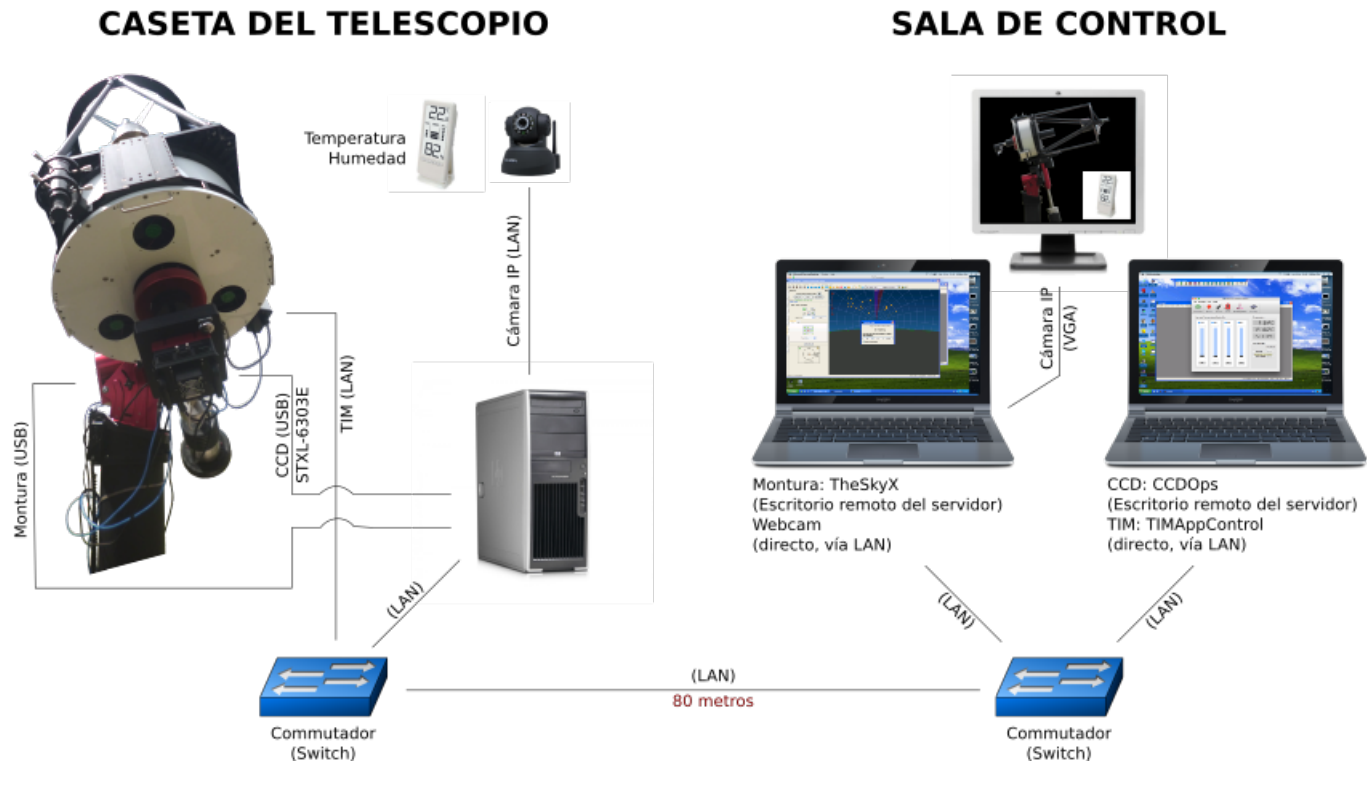 CASETA DEL TELESCOPIO
SALA DE CONTROL
Temperatura
Humedad
Cámara IP (LAN)
Cámara IP
(VGA)
Montura (USB)
CCD (USB)
STXL-6303E
TIM (LAN)
(LAN)
Montura: TheSkyX
(Escritorio remoto del servidor)
Webcam
(directo, vía LAN)
CCD: CCDOps
(Escritorio remoto del servidor)
TIM: TIMAppControl
(directo, vía LAN)
(LAN)
(LAN)
(LAN)
80 metros
Commutador
(Switch)
Commutador
(Switch)